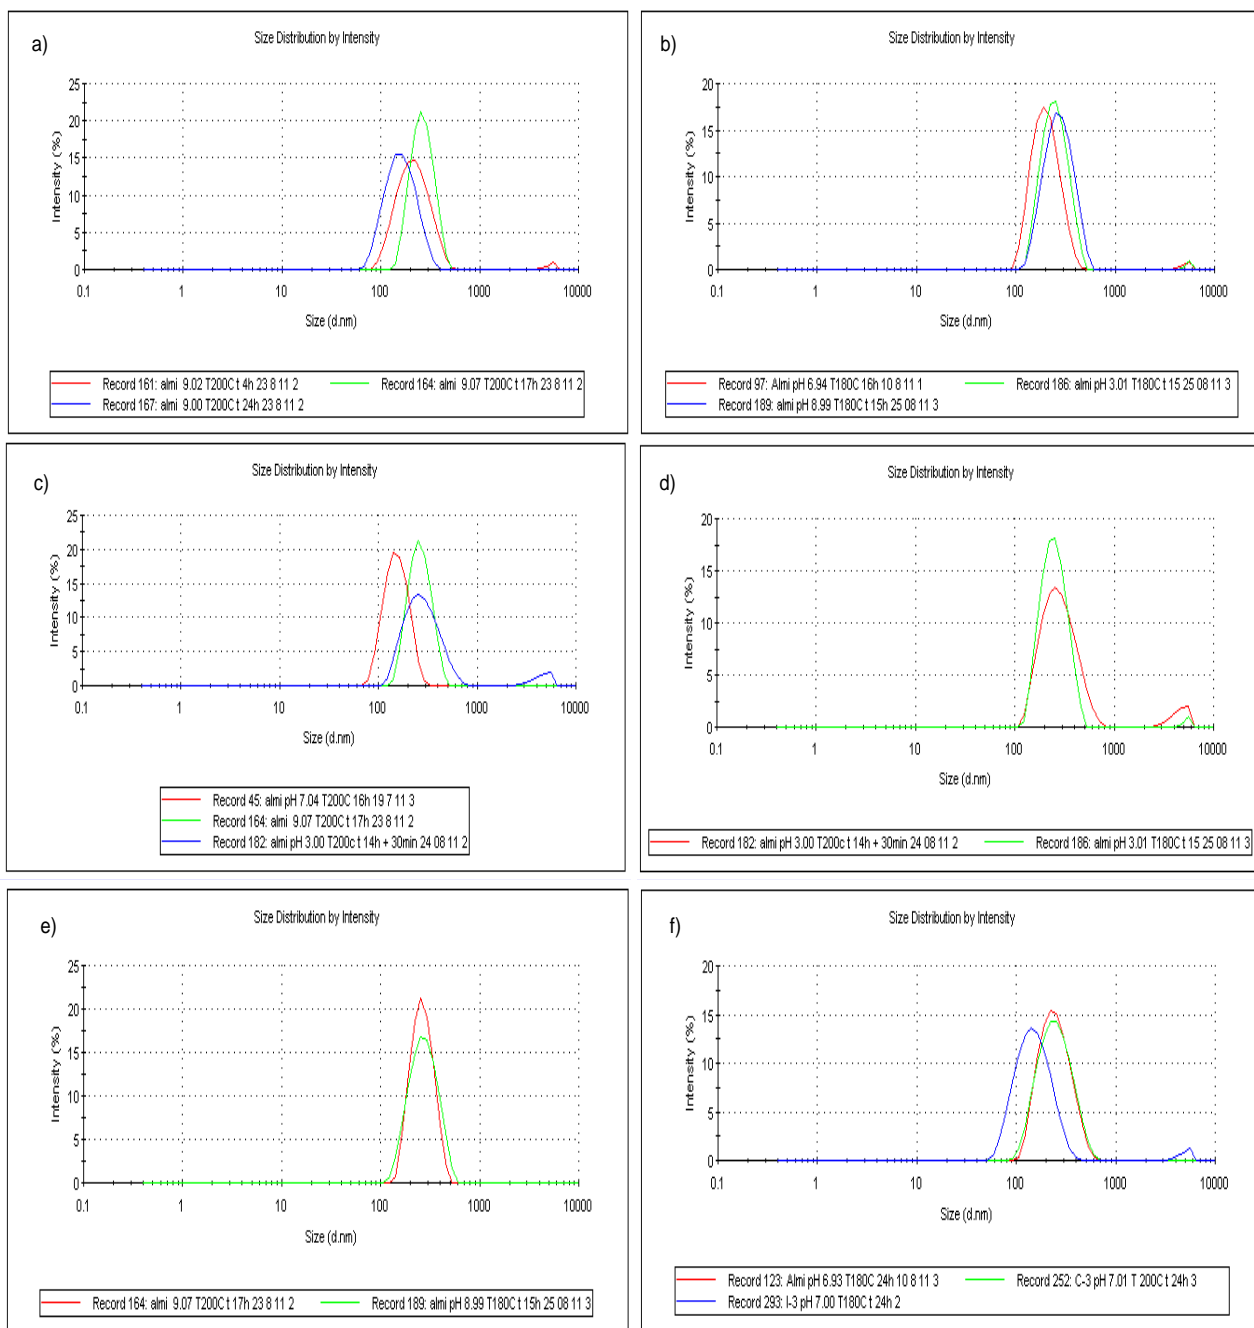 a)
Size Distribution by Intensity
25
20
15
10
5
0
Intensity (%)
0.1 1 10 100 1000 10000
Size (d.nm)
Record 161: almi 9.02 T200C t 4h 23 8 11 2 Record 164: almi 9.07 T200C t 17h 23 8 11 2
Record 167: almi 9.00 T200C t 24h 23 8 11 2
b)
Size Distribution by Intensity
20
15
10
5
0
Intensity (%)
0.1 1 10 100 1000 10000
Size (d.nm)
Record 97: Almi pH 6.94 T180C 16h 10 8 11 1 Record 186: almi pH 3.01 T180C t 15 25 08 11 3
Record 189: almi pH 8.99 T180C t 15h 25 08 11 3
c)
Size Distribution by Intensity
25
20
15
10
5
0
Intensity (%)
0.1 1 10 100 1000 10000
Size (d.nm)
Record 45: almi pH 7.04 T200C 16h 19 7 11 3
Record 164: almi 9.07 T200C t 17h 23 8 11 2
Record 182: almi pH 3.00 T200c t 14h + 30min 24 08 11 2
d)
Size Distribution by Intensity
20
15
10
5
0
Intensity (%)
0.1 1 10 100 1000 10000
Size (d.nm)
Record 182: almi pH 3.00 T200c t 14h + 30min 24 08 11 2 Record 186: almi pH 3.01 T180C t 15 25 08 11 3
e)
Size Distribution by Intensity
25
20
15
10
5
0
Intensity (%)
0.1 1 10 100 1000 10000
Size (d.nm)
Record 164: almi 9.07 T200C t 17h 23 8 11 2 Record 189: almi pH 8.99 T180C t 15h 25 08 11 3
f)
Size Distribution by Intensity
20
15
10
5
0
Intensity (%)
0.1 1 10 100 1000 10000
Size (d.nm)
Record 123: Almi pH 6.93 T180C 24h 10 8 11 3 Record 252: C-3 pH 7.01 T 200C t 24h 3
Record 293: I-3 pH 7.00 T180C t 24h 2